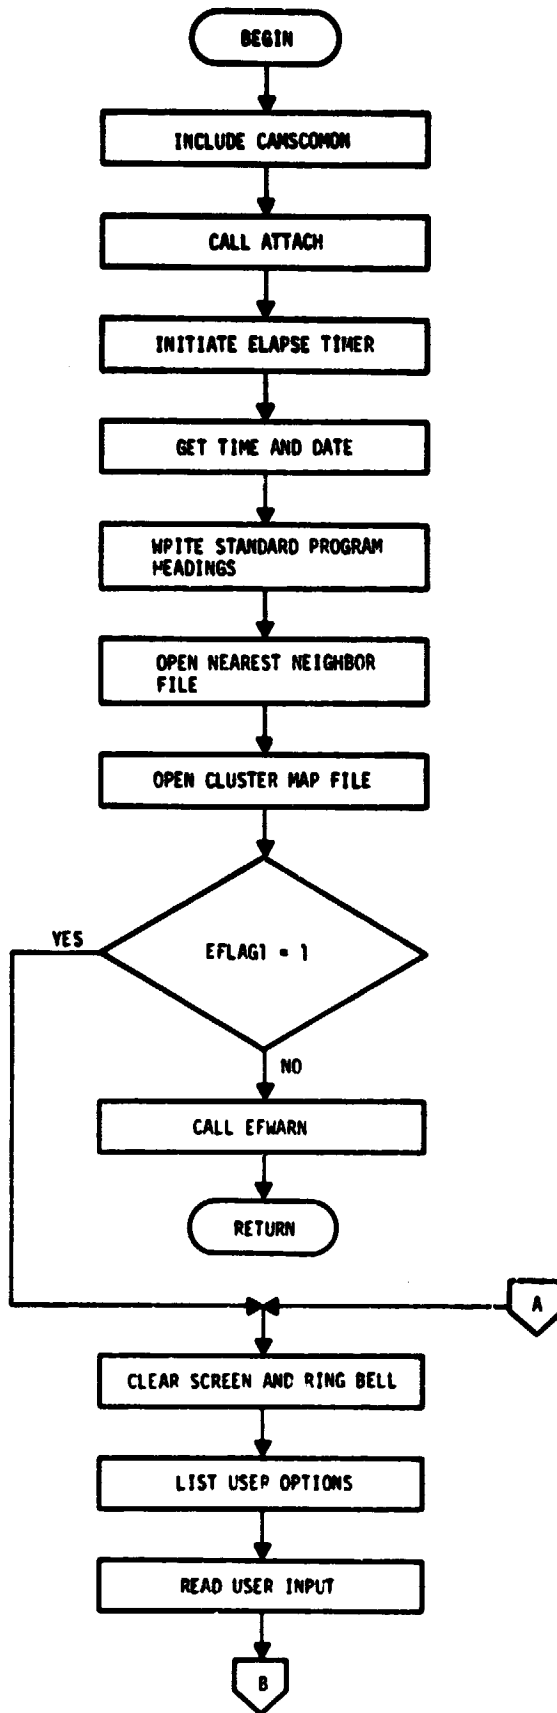 BEGIN
INCLUDE CAMSCOMON
CALL ATTACH
INITIATE ELAPSE TIMER
GET TIME AND DATE
WRITE STANDARD PROGRAM
HEADINGS
OPEN NEAREST NEIGHBOR
FILE
OPEN CLUSTER MAP FILE
YES
EFLAG1 = 1
NO
CALL EFWARN
RETURN
A
CLEAR SCREEN AND RING BELL
LIST USER OPTIONS
READ USER INPUT
B